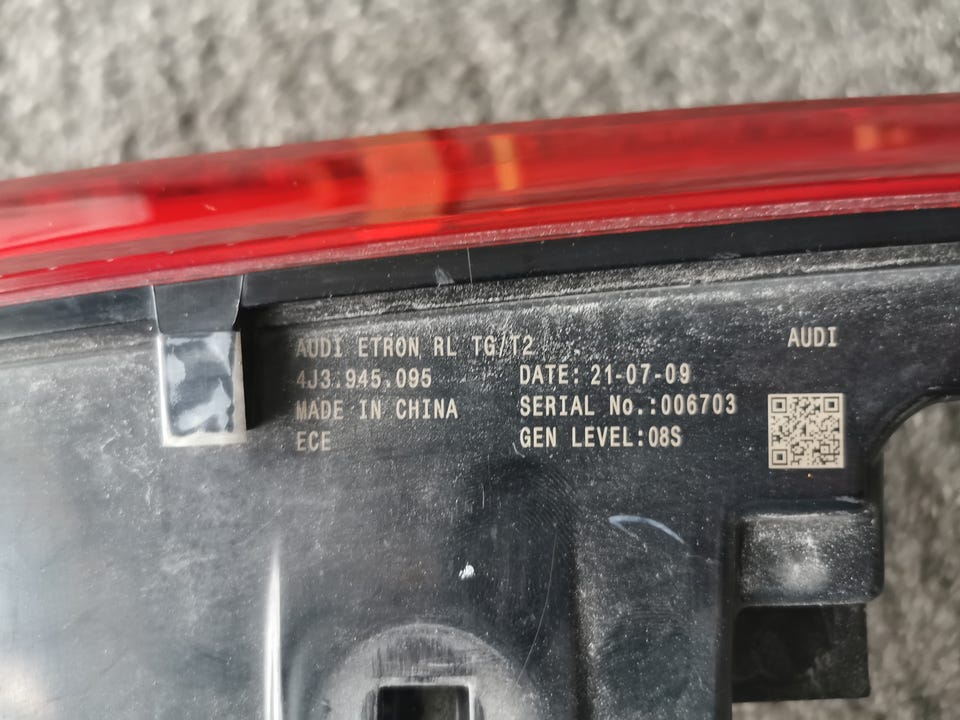 AUDI ETRON RL TG/T2
4J3.945.095
MADE IN CHINA
ECE
DATE: 21-07-09
SERIAL No.:006703
GEN LEVEL:08S
AUDI